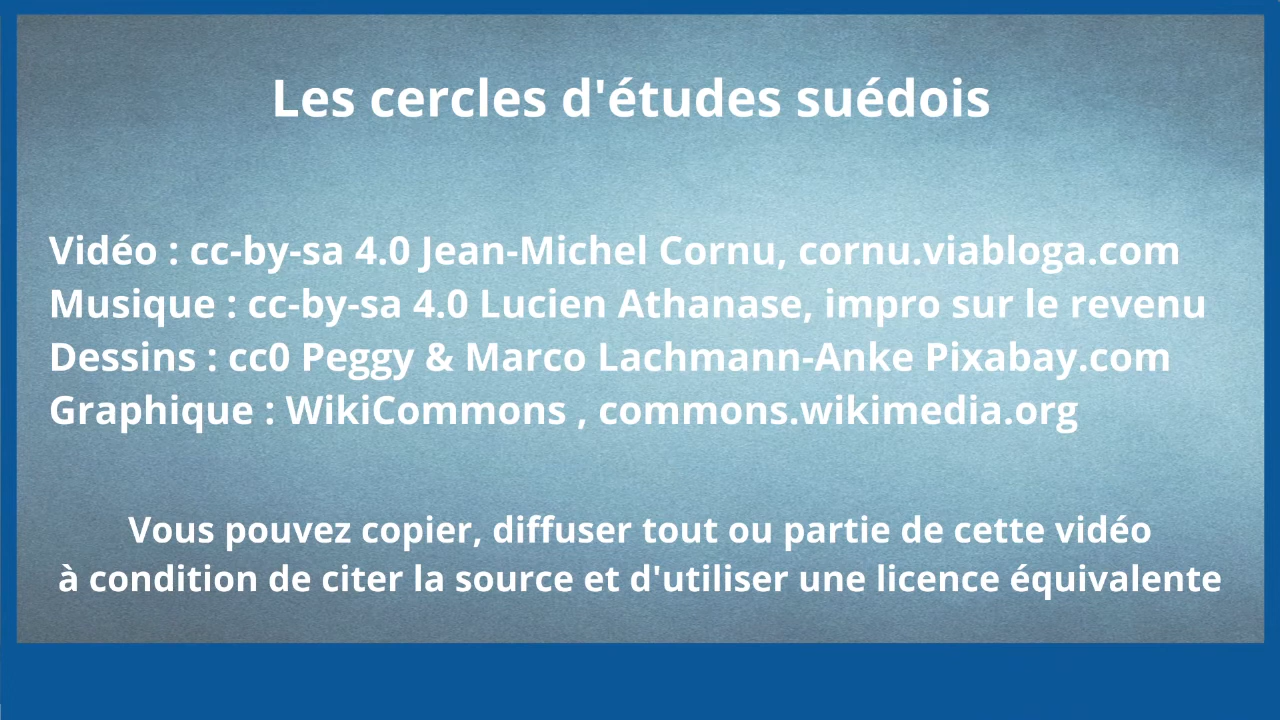 Les cercles d'études suédois
Vidéo : cc-by-sa 4.0 Jean-Michel Cornu, cornu.viabloga.com
Musique : cc-by-sa 4.0 Lucien Athanase, impro sur le revenu
Dessins : cc0 Peggy & Marco Lachmann-Anke Pixabay.com
Graphique : WikiCommons , commons.wikimedia.org
Vous pouvez copier, diffuser tout ou partie de cette vidéo
à condition de citer la source et d'utiliser une licence équivalente